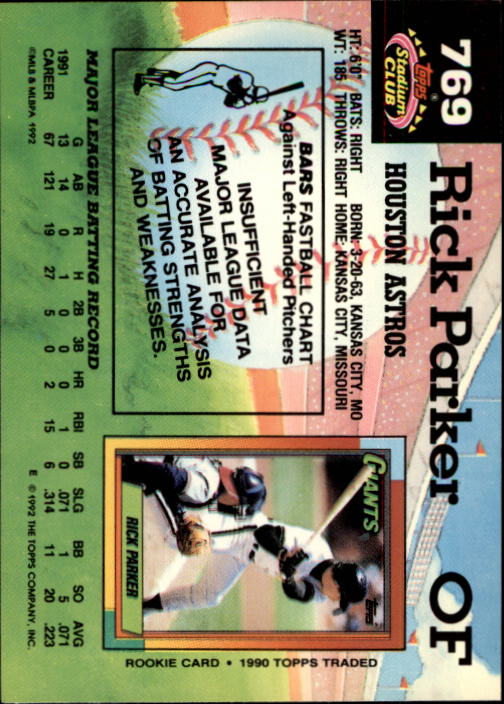 769
Topps®
Stadium
CLUB
Rick Parker OF
HOUSTON ASTROS
HT: 6'0" BATS: RIGHT BORN: 3-20-63, KANSAS CITY, MO
WT: 185 THROWS: RIGHT HOME: KANSAS CITY, MISSOURI
BARS FASTBALL CHART
Against Left-Handed Pitchers
INSUFFICIENT
MAJOR LEAGUE DATA
AVAILABLE FOR
AN ACCURATE ANALYSIS
OF BATTING STRENGTHS
AND WEAKNESSES.
GIANTS
Topps
RICK PARKER
ROOKIE CARD • 1990 TOPPS TRADED
MAJOR LEAGUE BATTING RECORD
G AB R H 2B 3B HR RBI SB SLG BB SO AVG
1991 13 14 0 1 0 0 0 1 0 .071 1 5 .071
CAREER 67 121 19 27 5 0 2 15 6 .314 11 20 .223
©MLB & MLBPA 1992 E ©1992 THE TOPPS COMPANY, INC.